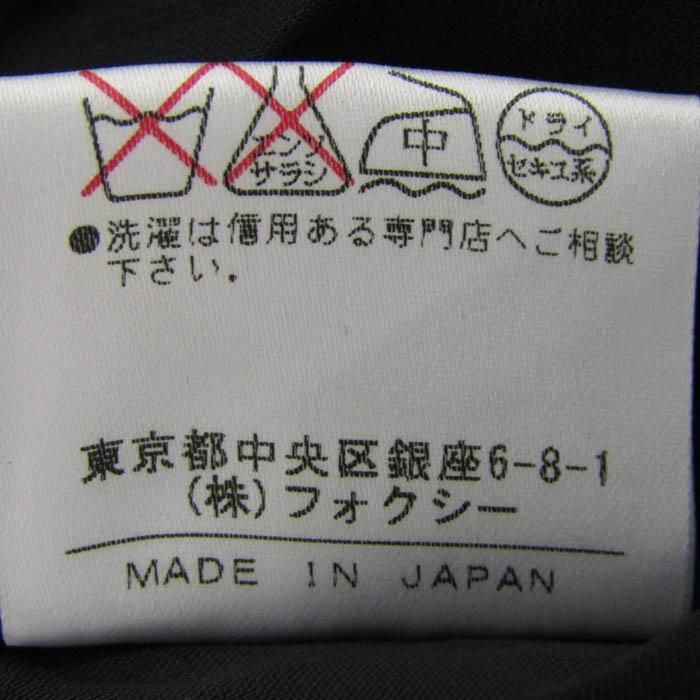 エンソ
サラシ
中
ドライ
セキユ系
●洗濯は信用ある専門店へご相談
下さい.
東京都中央区銀座6-8-1
(株)フォクシー
MADE IN JAPAN